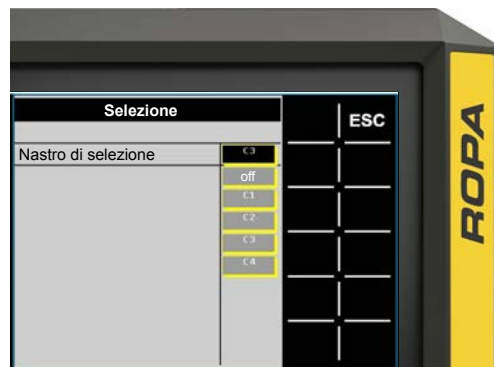 Selezione
ESC
Nastro di selezione
C3
off
C1
C2
C3
C4
ROPA